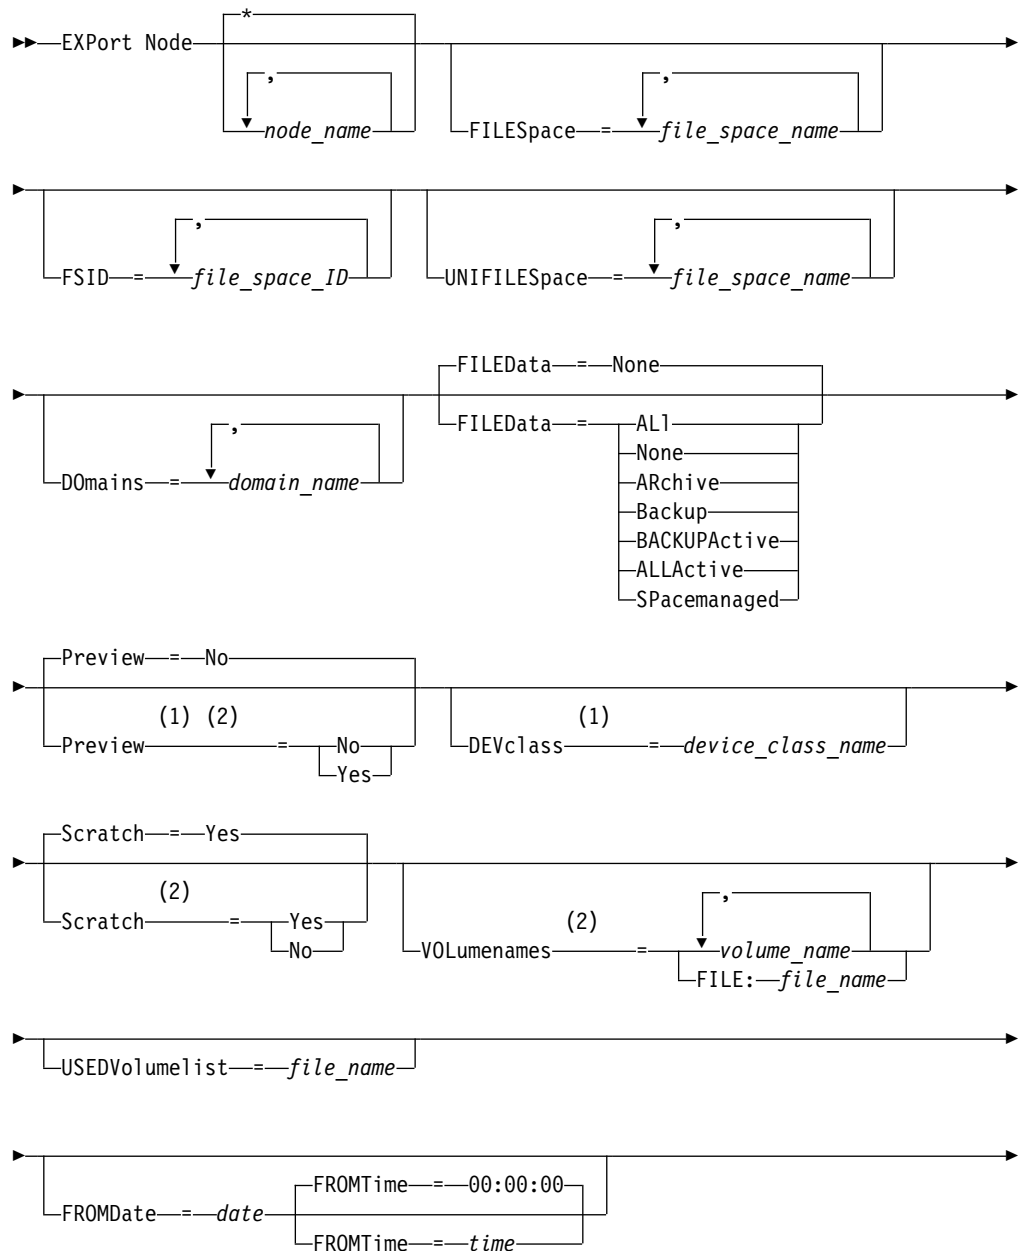 *
EXPort Node
,
,
node_name
FILESpace = file_space_name
,
,
FSID = file_space_ID
UNIFILESpace = file_space_name
FILEData = None
,
FILEData = ALl
DOmains = domain_name
None
ARchive
Backup
BACKUPActive
ALLActive
SPacemanaged
Preview = No
(1) (2)
(1)
Preview = No
DEVclass = device_class_name
Yes
Scratch = Yes
(2)
,
Scratch = Yes
(2)
No
VOLumenames = volume_name
FILE: file_name
USEDVolumelist = file_name
FROMTime = 00:00:00
FROMDate = date
FROMTime = time